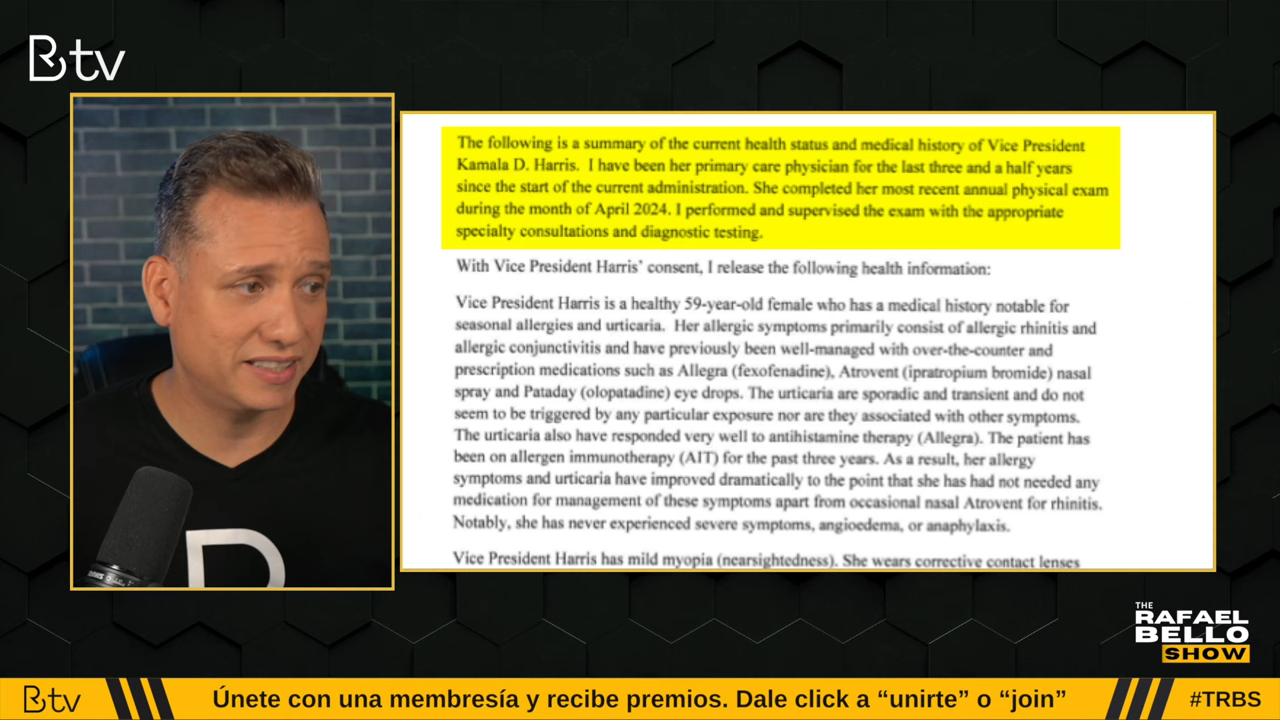 Btv
The following is a summary of the current health status and medical history of Vice President
Kamala D. Harris. I have been her primary care physician for the last three and a half years
since the start of the current administration. She completed her most recent annual physical exam
during the month of April 2024. I performed and supervised the exam with the appropriate
specialty consultations and diagnostic testing.
With Vice President Harris' consent, I release the following health information:
Vice President Harris is a healthy 59-year-old female who has a medical history notable for
seasonal allergies and urticaria. Her allergic symptoms primarily consist of allergic rhinitis and
allergic conjunctivitis and have previously been well-managed with over-the-counter and
prescription medications such as Allegra (fexofenadine), Atrovent (ipratropium bromide) nasal
spray and Pataday (olopatadine) eye drops. The urticaria are sporadic and transient and do not
seem to be triggered by any particular exposure nor are they associated with other symptoms.
The urticaria also have responded very well to antihistamine therapy (Allegra). The patient has
been on allergen immunotherapy (AIT) for the past three years. As a result, her allergy
symptoms and urticaria have improved dramatically to the point that she has had not needed any
medication for management of these symptoms apart from occasional nasal Atrovent for rhinitis.
Notably, she has never experienced severe symptoms, angioedema, or anaphylaxis.
Vice President Harris has mild myopia (nearsightedness). She wears corrective contact lenses
THE
RAFAEL
BELLO
SHOW
Btv
Únete con una membresía y recibe premios. Dale click a “unirte” o “join”
#TRBS